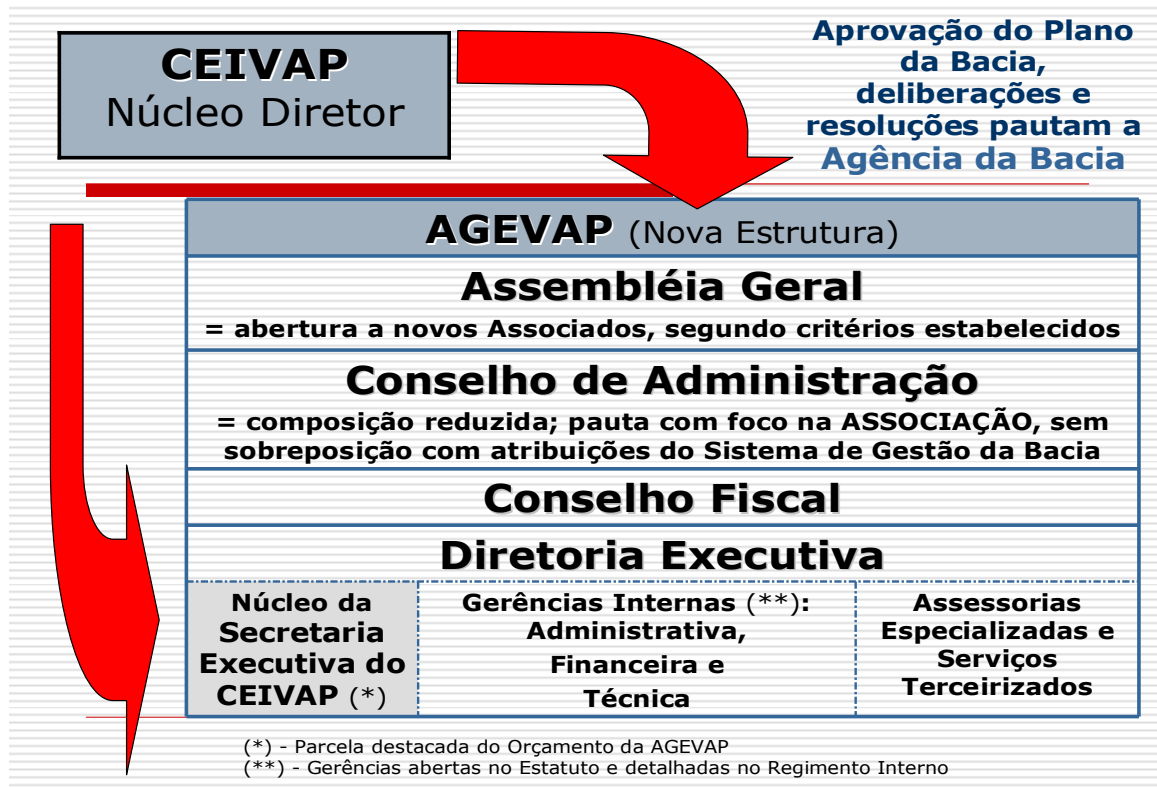 CEIVAP
Núcleo Diretor
Aprovação do Plano
da Bacia,
deliberações e
resoluções pautam a
Agência da Bacia
AGEVAP (Nova Estrutura)
Assembléia Geral
= abertura a novos Associados, segundo critérios estabelecidos
Conselho de Administração
= composição reduzida; pauta com foco na ASSOCIAÇÃO, sem
sobreposição com atribuições do Sistema de Gestão da Bacia
Conselho Fiscal
Diretoria Executiva
Núcleo da
Secretaria
Executiva do
CEIVAP (*)
Gerências Internas (**):
Administrativa,
Financeira e
Técnica
Assessorias
Especializadas e
Serviços
Terceirizados
(*) - Parcela destacada do Orçamento da AGEVAP
(**) - Gerências abertas no Estatuto e detalhadas no Regimento Interno